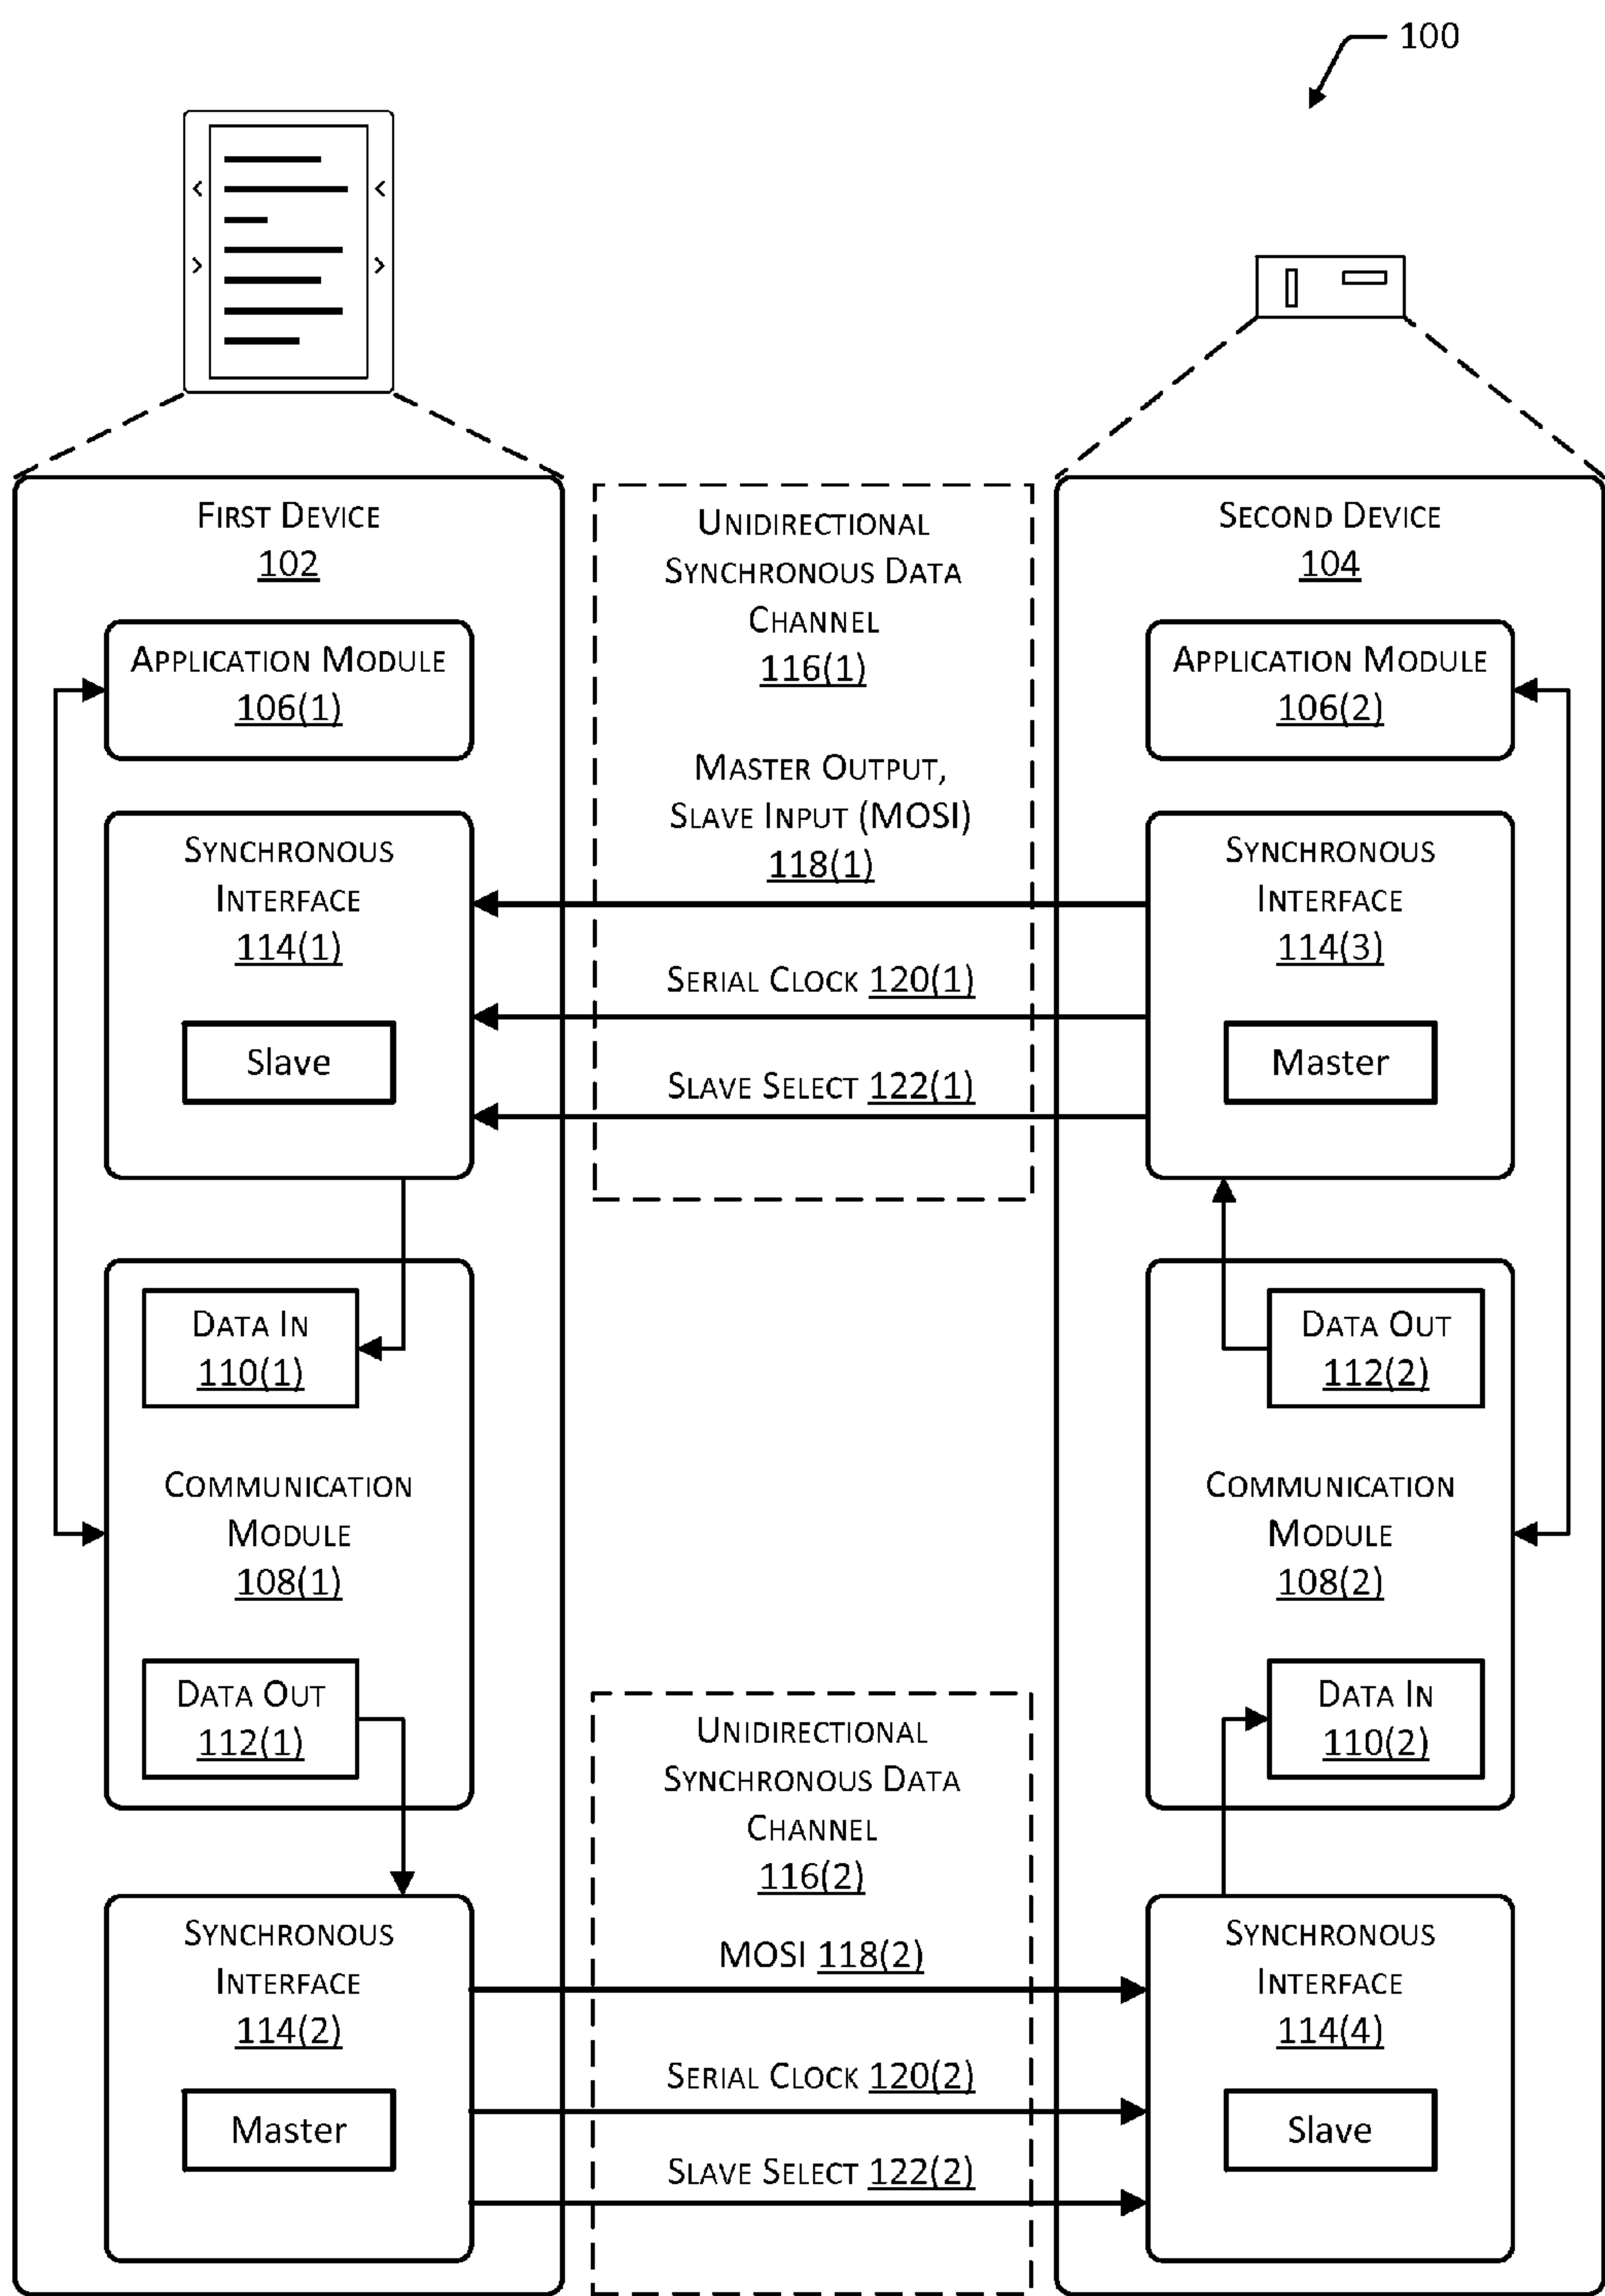 100
First Device
102
Application Module
106(1)
Synchronous
Interface
114(1)
Slave
Data In
110(1)
Communication
Module
108(1)
Data Out
112(1)
Synchronous
Interface
114(2)
Master
Unidirectional
Synchronous Data
Channel
116(1)
Master Output,
Slave Input (MOSI)
118(1)
Serial Clock 120(1)
Slave Select 122(1)
Unidirectional
Synchronous Data
Channel
116(2)
MOSI 118(2)
Serial Clock 120(2)
Slave Select 122(2)
Second Device
104
Application Module
106(2)
Synchronous
Interface
114(3)
Master
Data Out
112(2)
Communication
Module
108(2)
Data In
110(2)
Synchronous
Interface
114(4)
Slave